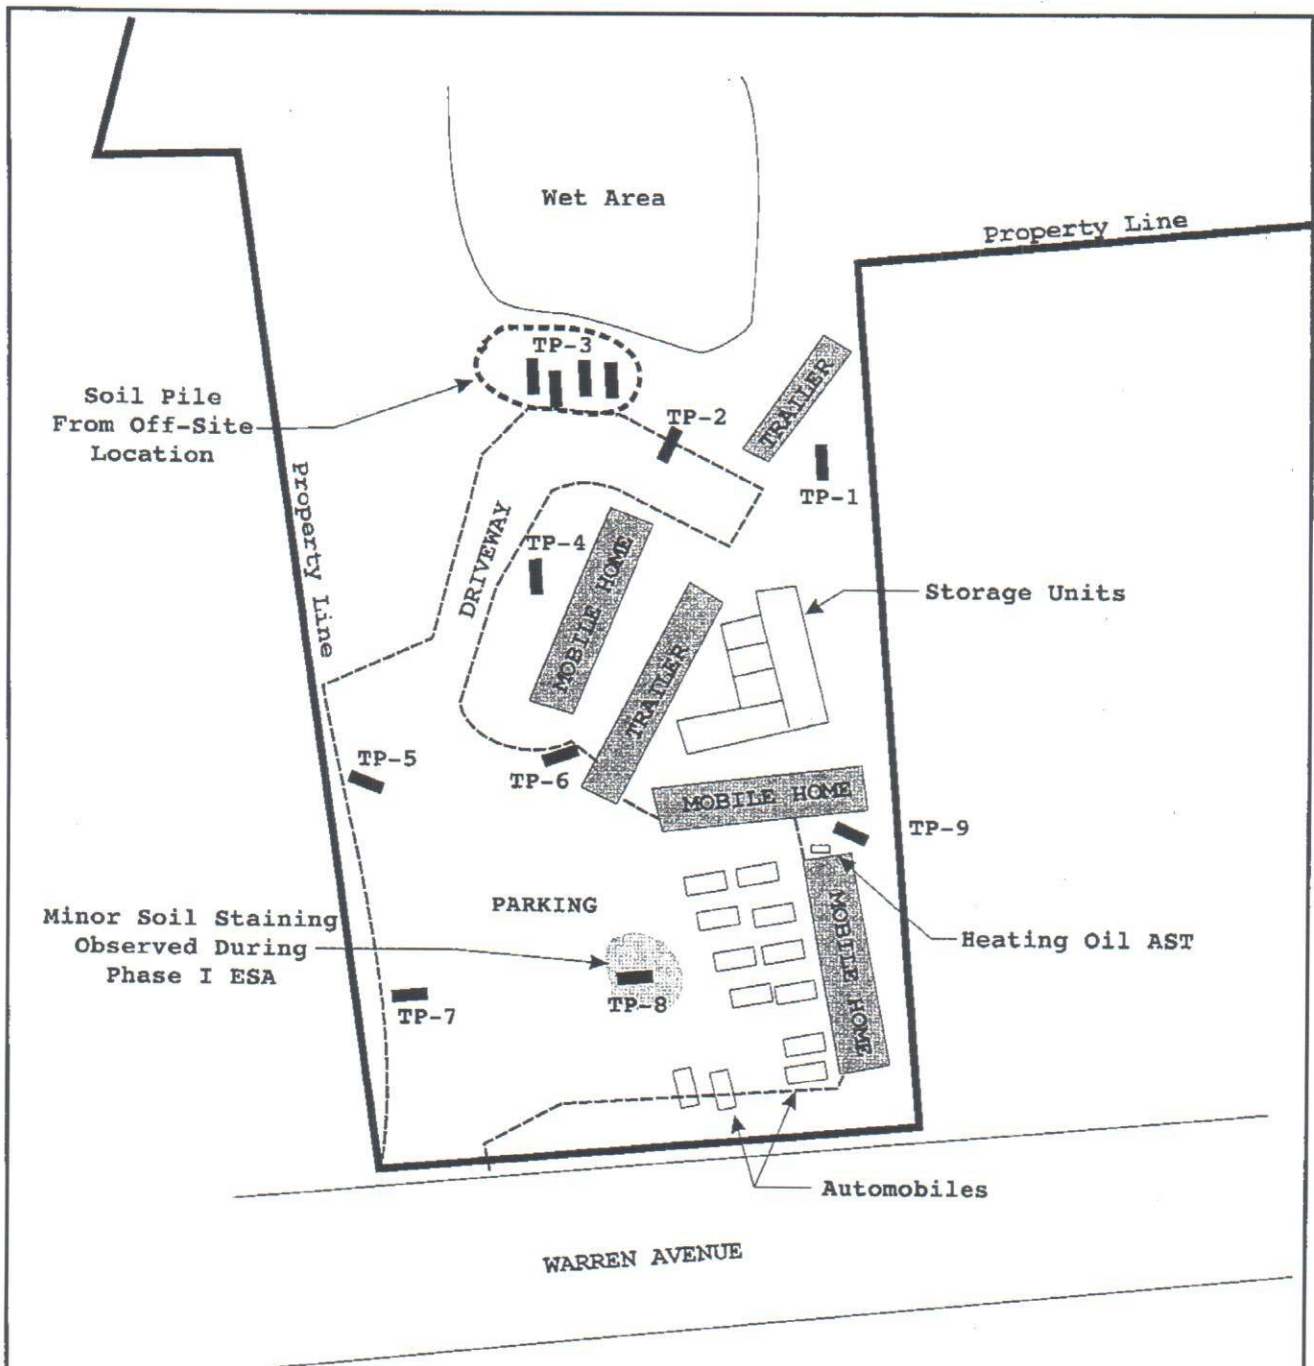 Wet Area
Property Line
TP-3
Soil Pile
From Off-Site
Location
TP-2
TRAILER
TP-1
Property Line
DRIVEWAY
TP-4
MOBILE HOME
Storage Units
TRAILER
TP-5
TP-6
MOBILE HOME
TP-9
PARKING
MOBILE HOME
Minor Soil Staining
Observed During
Phase I ESA
Heating Oil AST
TP-8
TP-7
Automobiles
WARREN AVENUE